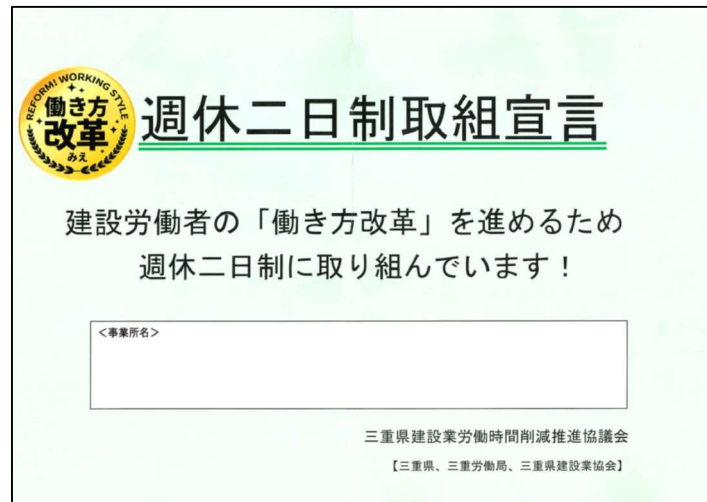 REFORM! WORKING STYLE
働き方
改革
みえ
週休二日制取組宣言
建設労働者の「働き方改革」を進めるため
週休二日制に取り組んでいます！
＜事業所名＞
三重県建設業労働時間削減推進協議会
【三重県、三重労働局、三重県建設業協会】